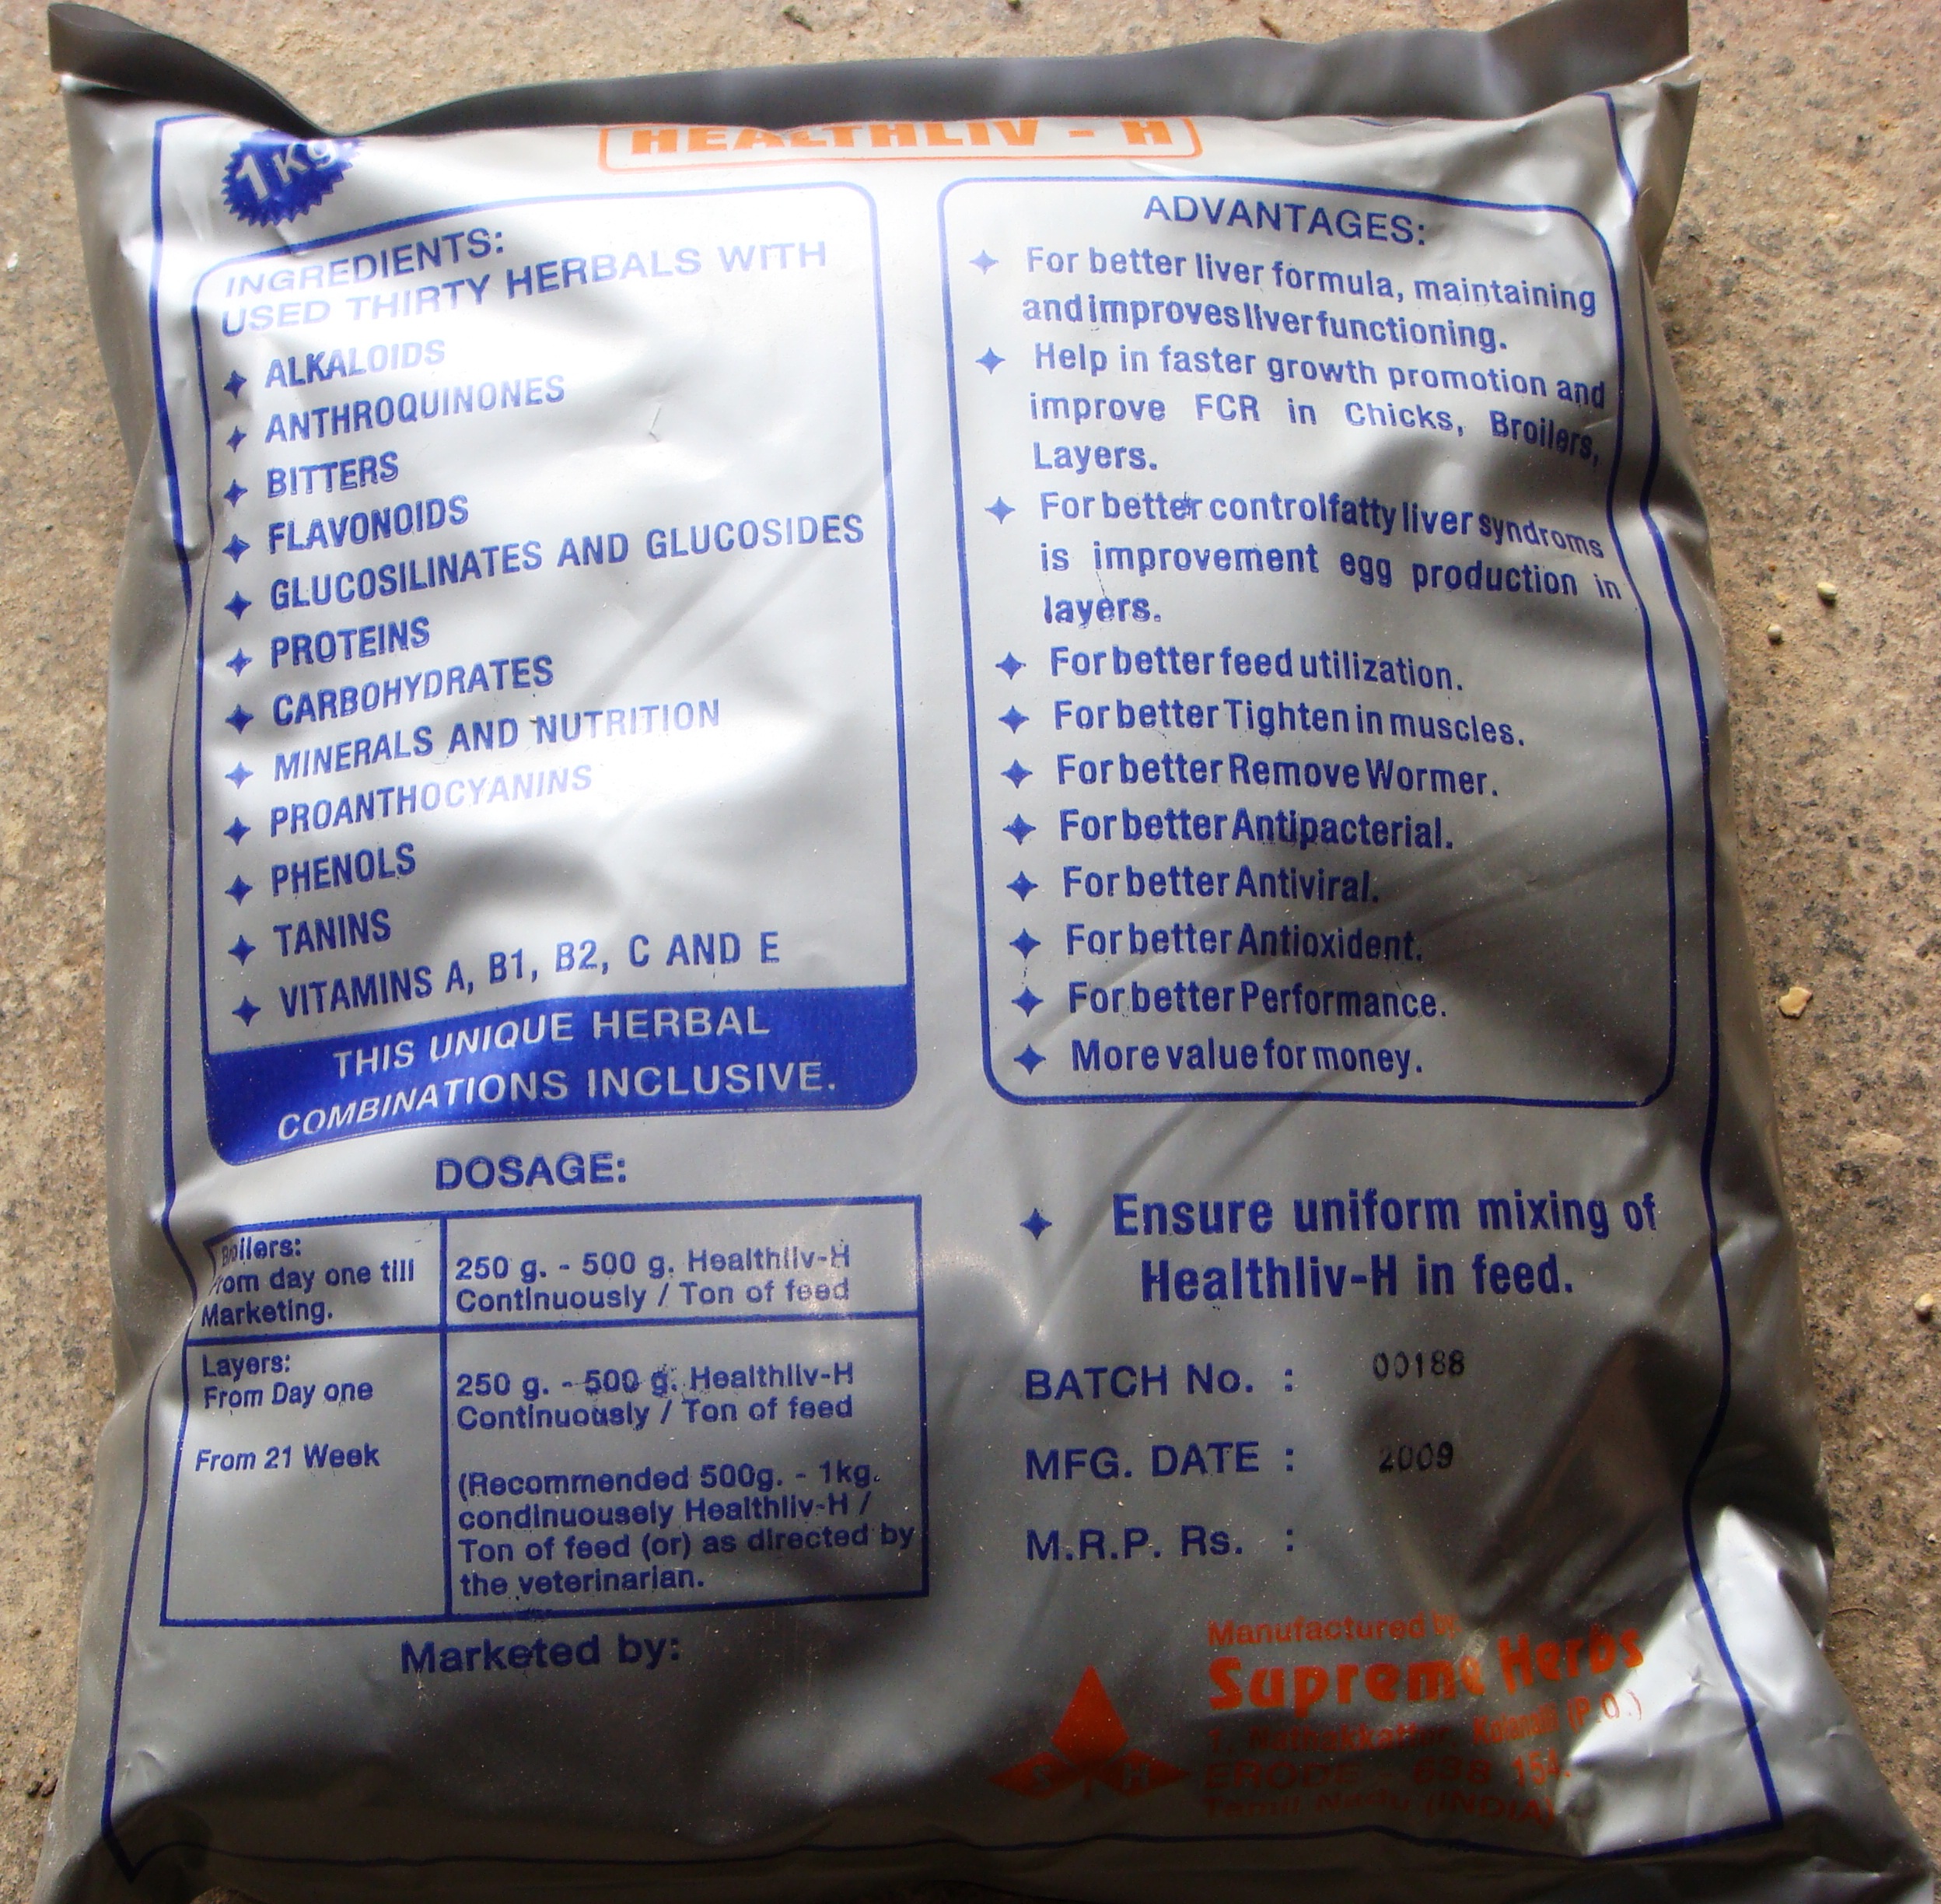 1 Kg
HEALTHLIV - H
INGREDIENTS:
USED THIRTY HERBALS WITH
ALKALOIDS
ANTHROQUINONES
BITTERS
FLAVONOIDS
GLUCOSILINATES AND GLUCOSIDES
PROTEINS
CARBOHYDRATES
MINERALS AND NUTRITION
PROANTHOCYANINS
PHENOLS
TANINS
VITAMINS A, B1, B2, C AND E
THIS UNIQUE HERBAL
COMBINATIONS INCLUSIVE.
ADVANTAGES:
For better liver formula, maintaining
and improves liver functioning.
Help in faster growth promotion and
improve FCR in Chicks, Broilers,
Layers.
For better control fatty liver syndroms
is improvement egg production in
layers.
For better feed utilization.
For better Tighten in muscles.
For better Remove Wormer.
For better Antipacterial.
For better Antiviral.
For better Antioxident.
For better Performance.
More value for money.
DOSAGE:
Broilers:
From day one till
Marketing.
250 g. - 500 g. Healthliv-H
Continuously / Ton of feed
Layers:
From Day one
250 g. - 500 g. Healthliv-H
Continuously / Ton of feed
From 21 Week
(Recommended 500g. - 1kg.
condinuousely Healthliv-H /
Ton of feed (or) as directed by
the veterinarian.
Marketed by:
Ensure uniform mixing of
Healthliv-H in feed.
BATCH No. : 00188
MFG. DATE : 2009
M.R.P. Rs. :
Manufactured by
Supreme Herbs
1, (P.O.)
ERODE - 638 154.
Tamil Nadu (INDIA)
S H